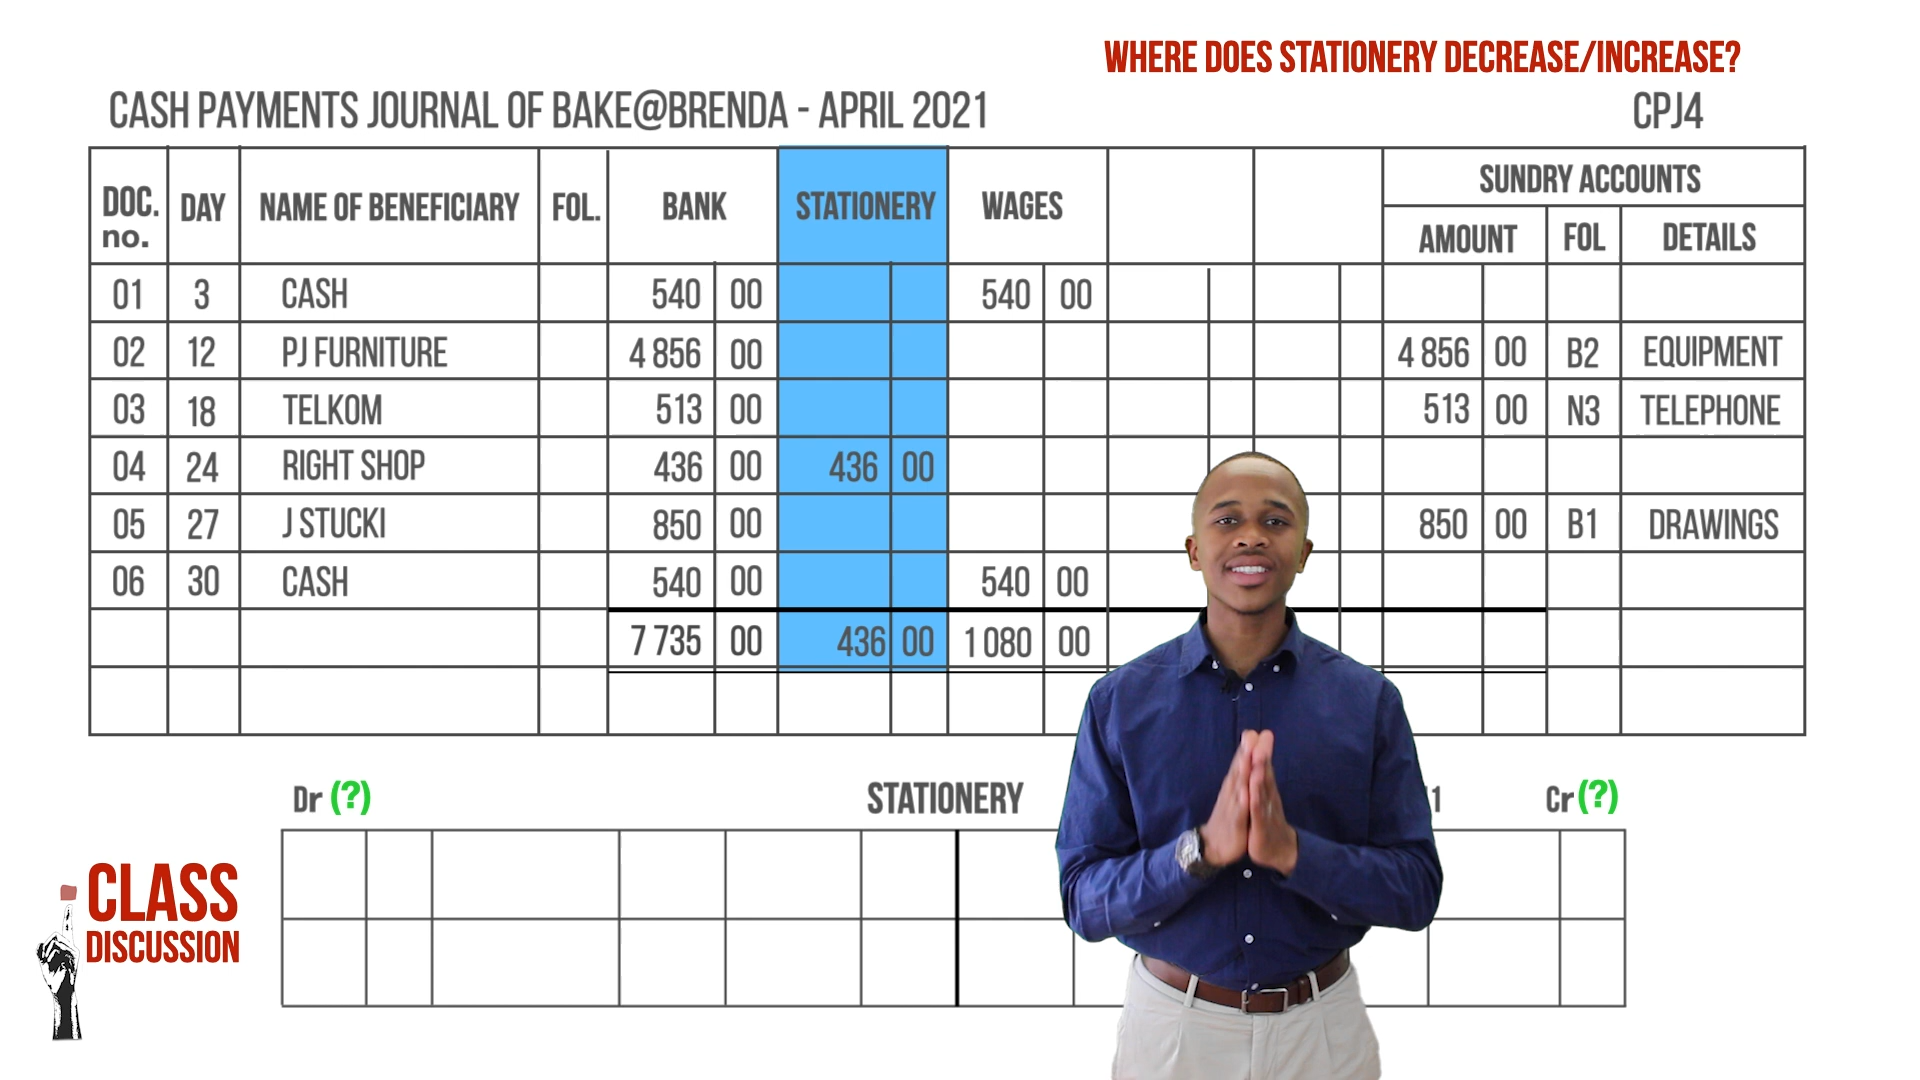 WHERE DOES STATIONERY DECREASE/INCREASE?
CASH PAYMENTS JOURNAL OF BAKE@BRENDA - APRIL 2021 CPJ4
SUNDRY ACCOUNTS
DOC. no. DAY NAME OF BENEFICIARY FOL. BANK STATIONERY WAGES AMOUNT FOL DETAILS
01 3 CASH 540 00 540 00
02 12 PJ FURNITURE 4 856 00 4 856 00 B2 EQUIPMENT
03 18 TELKOM 513 00 513 00 N3 TELEPHONE
04 24 RIGHT SHOP 436 00 436 00
05 27 J STUCKI 850 00 850 00 B1 DRAWINGS
06 30 CASH 540 00 540 00
7 735 00 436 00 1 080 00
Dr (?) STATIONERY Cr (?)
CLASS
DISCUSSION